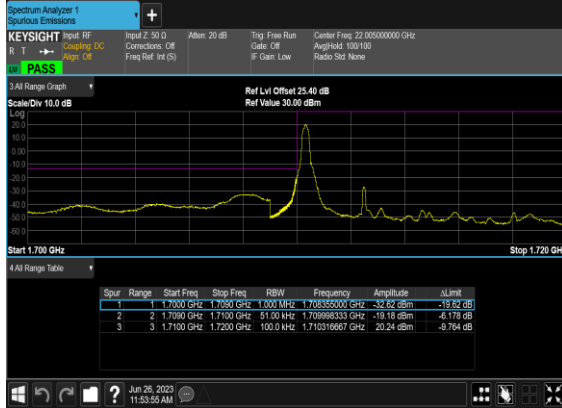 Spectrum Analyzer 1
Spurious Emissions
KEYSIGHT Input: RF Input Z: 50 Ω Atten: 20 dB Trig: Free Run Center Freq: 22.005000000 GHz
R T Coupling: DC Corrections: Off Gate: Off Avg|Hold: 100/100
Align: Off Freq Ref: Int (S) IF Gain: Low Radio Std: None
PASS
3 All Range Graph
Ref Lvl Offset 25.40 dB
Scale/Div 10.0 dB Ref Value 30.00 dBm
Log
20.0
10.0
0.00
-10.0
-20.0
-30.0
-40.0
-50.0
-60.0
Start 1.700 GHz Stop 1.720 GH
4 All Range Table
Spur Range Start Freq Stop Freq RBW Frequency Amplitude ΔLimit
1 1 1.7000 GHz 1.7090 GHz 1.000 MHz 1.708355000 GHz -32.62 dBm -19.62 dB
2 2 1.7090 GHz 1.7100 GHz 51.00 kHz 1.709998333 GHz -19.18 dBm -6.178 dB
3 3 1.7100 GHz 1.7200 GHz 100.0 kHz 1.710316667 GHz 20.24 dBm -9.764 dB
? Jun 26, 2023
11:53:55 AM